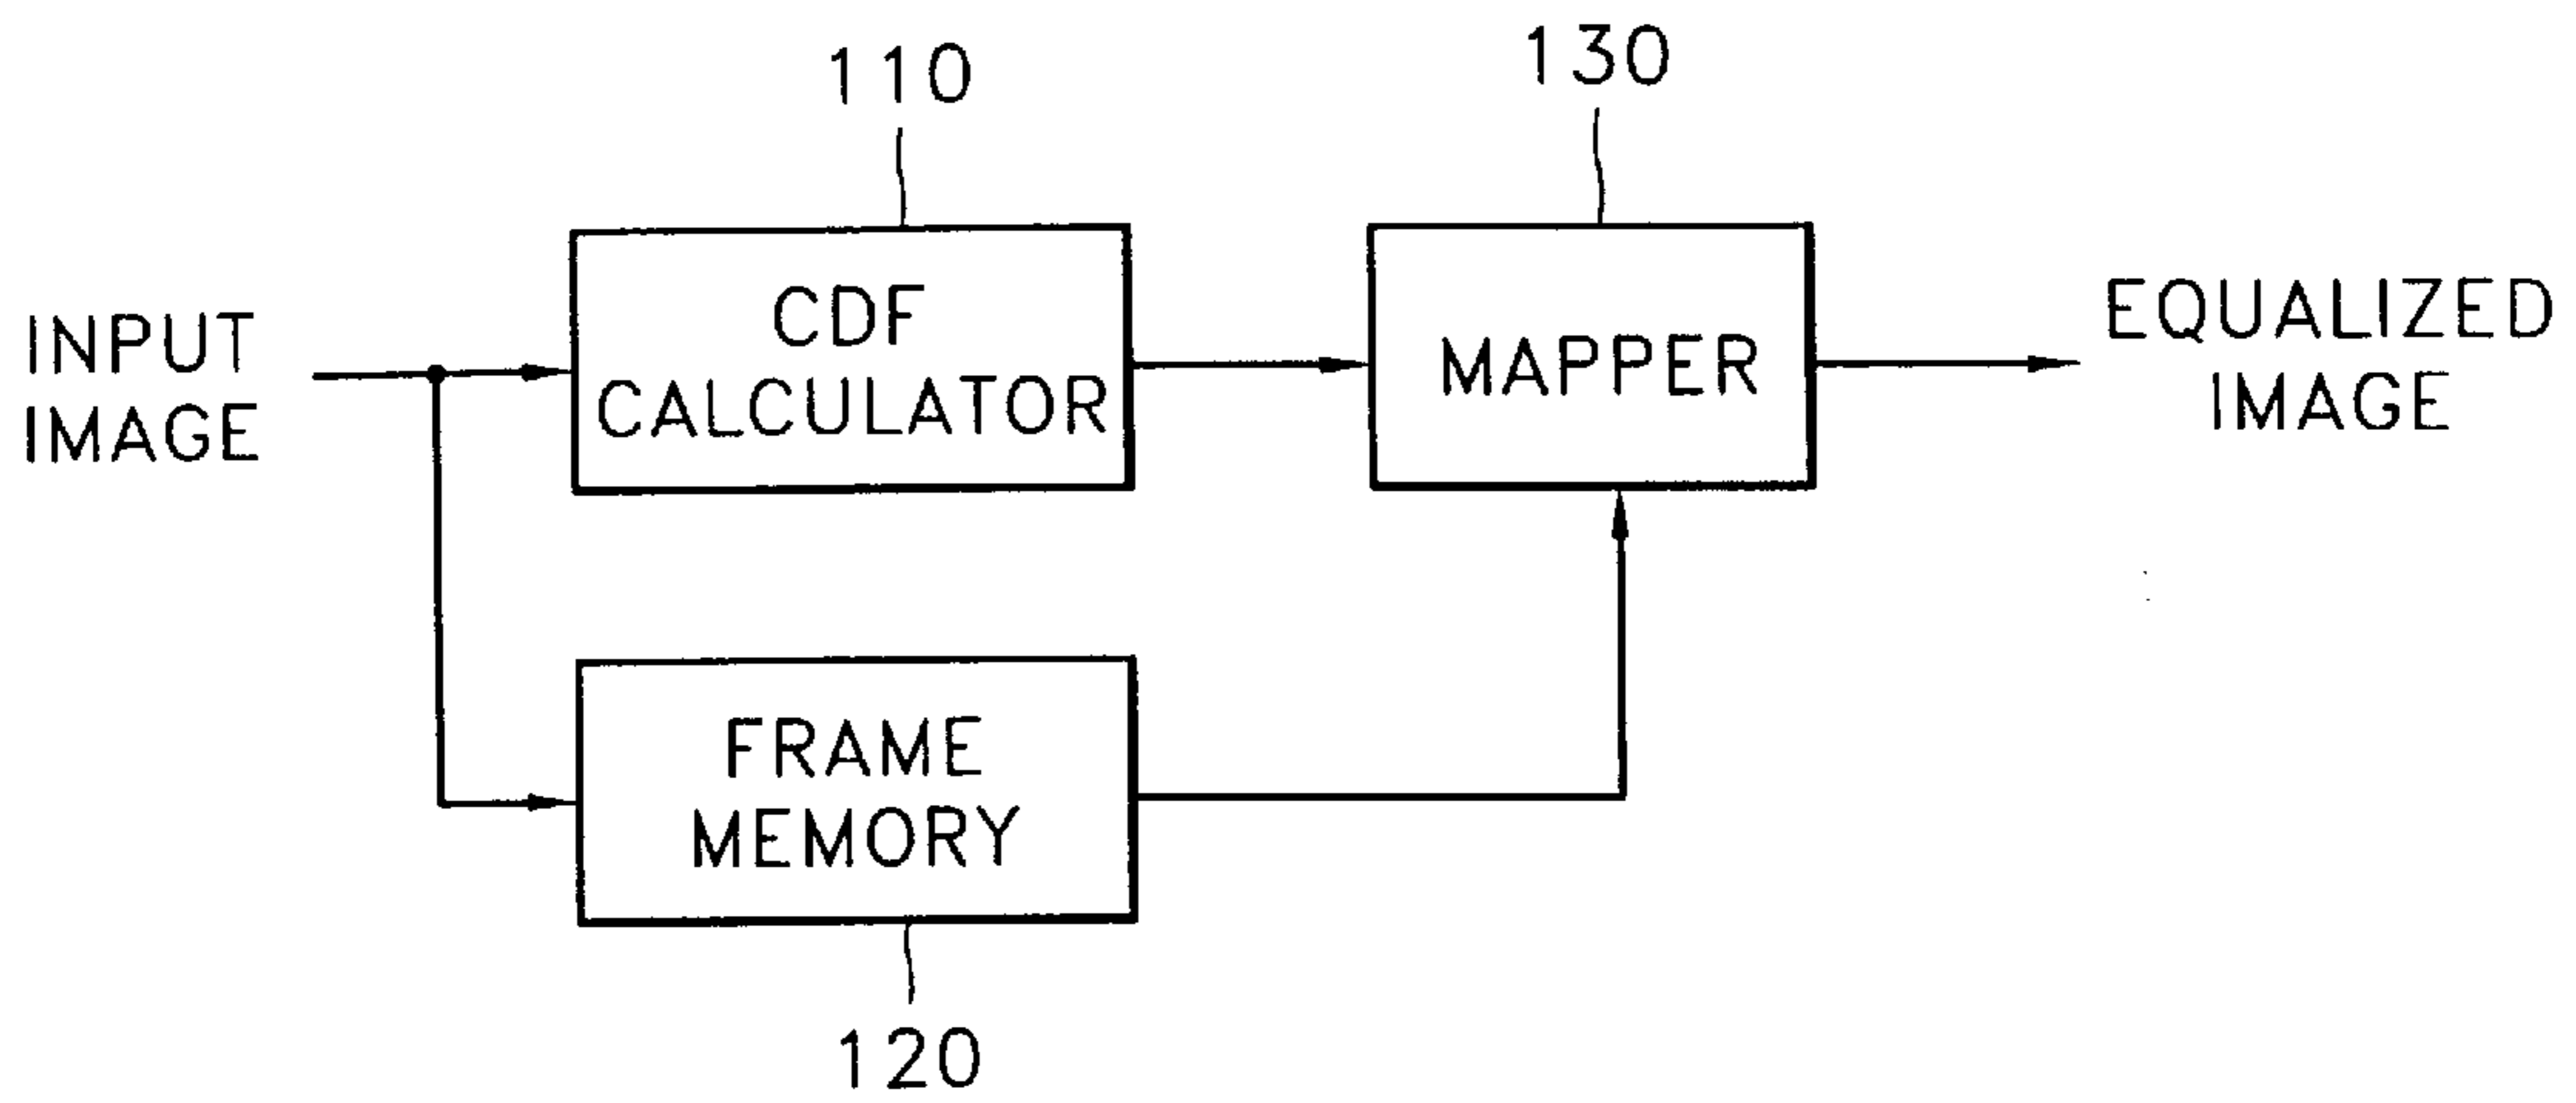 110
130
INPUT
IMAGE
CDF
CALCULATOR
MAPPER
EQUALIZED
IMAGE
FRAME
MEMORY
120